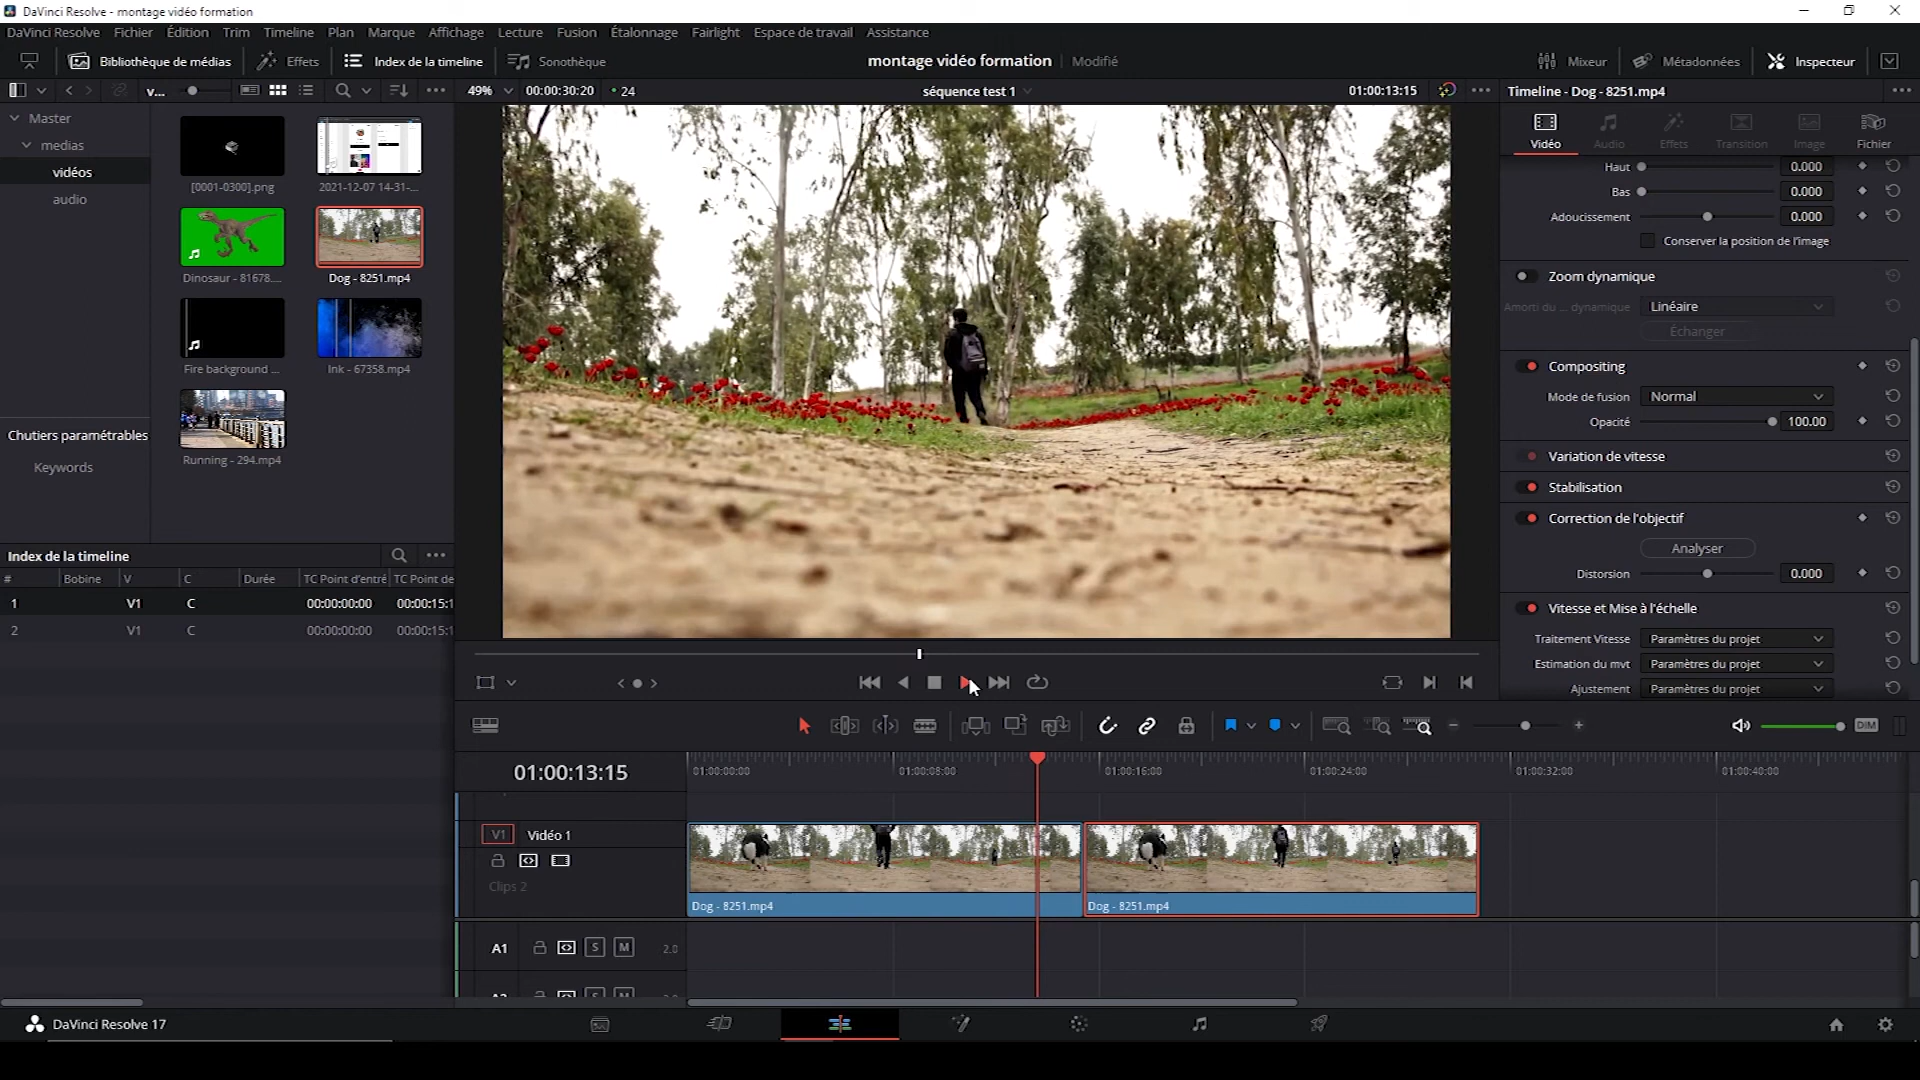 DaVinci Resolve - montage vidéo formation
DaVinci Resolve Fichier Édition Trim Timeline Plan Marque Affichage Lecture Fusion Étalonnage Fairlight Espace de travail Assistance
Bibliothèque de médias Effets Index de la timeline Sonothèque montage vidéo formation Modifié Mixeur Métadonnées Inspecteur
v... 49% 00:00:30:20 24 séquence test 1 01:00:13:15 Timeline - Dog - 8251.mp4
Master
medias
vidéos
audio
Chutiers paramétrables
Keywords
[0001-0300].png 2021-12-07 14-31-...
Dinosaur - 81678.... Dog - 8251.mp4
Fire background ... Ink - 67358.mp4
Running - 294.mp4
Vidéo Audio Effets Transition Image Fichier
Haut 0.000
Bas 0.000
Adoucissement 0.000
Conserver la position de l'image
Zoom dynamique
Amorti du ... dynamique Linéaire
Échanger
Compositing
Mode de fusion Normal
Opacité 100.00
Variation de vitesse
Stabilisation
Correction de l'objectif
Analyser
Distorsion 0.000
Vitesse et Mise à l'échelle
Traitement Vitesse Paramètres du projet
Estimation du mvt Paramètres du projet
Ajustement Paramètres du projet
Index de la timeline
# Bobine V C Durée TC Point d'entré TC Point de
1 V1 C 00:00:00:00 00:00:15:1
2 V1 C 00:00:00:00 00:00:15:1
DIM
01:00:13:15 01:00:00:00 01:00:08:00 01:00:16:00 01:00:24:00 01:00:32:00 01:00:40:00
V1 Vidéo 1
Clips 2
Dog - 8251.mp4 Dog - 8251.mp4
A1 S M 2.0
DaVinci Resolve 17